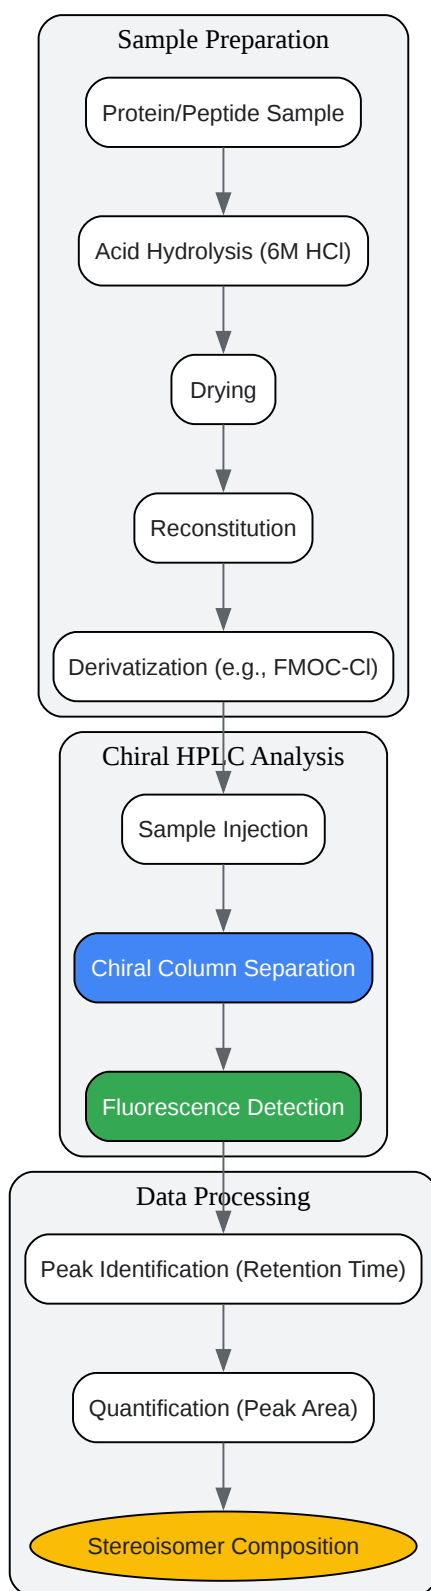 Sample Preparation
Protein/Peptide Sample
Acid Hydrolysis (6M HCl)
Drying
Reconstitution
Derivatization (e.g., FMOC-Cl)
Chiral HPLC Analysis
Sample Injection
Chiral Column Separation
Fluorescence Detection
Data Processing
Peak Identification (Retention Time)
Quantification (Peak Area)
Stereoisomer Composition